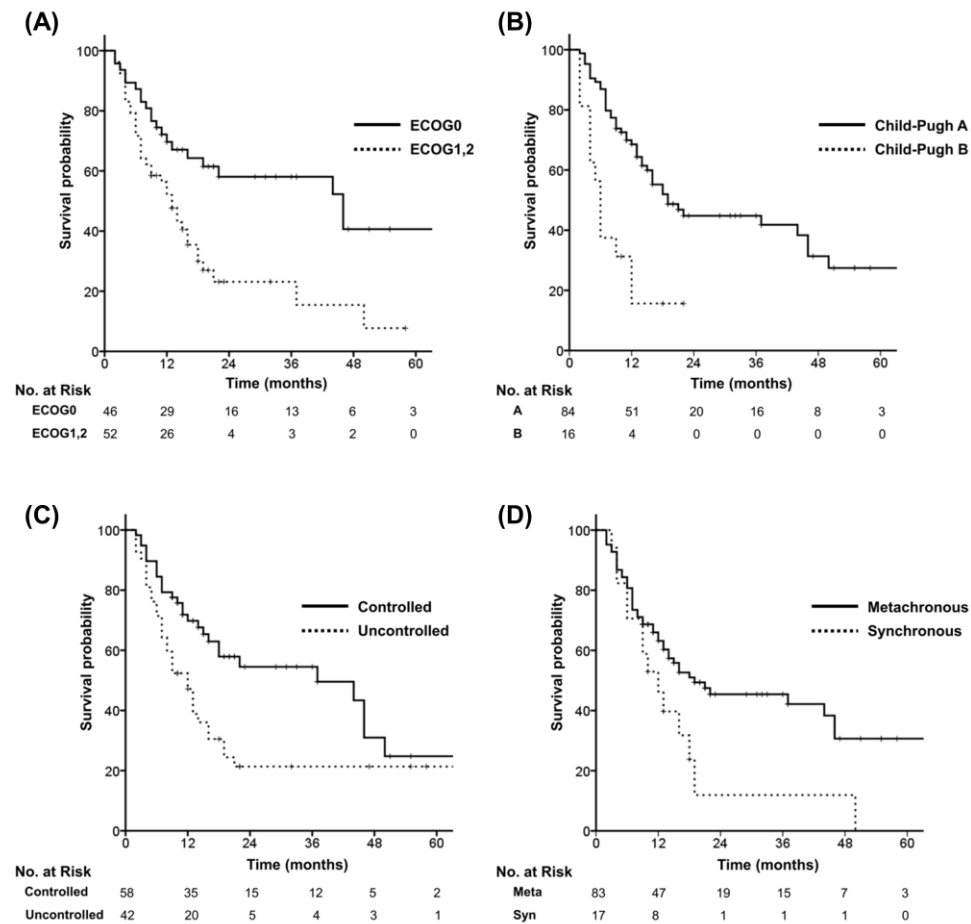 (A)
100
80
60
40
20
0
Survival probability
ECOG0
ECOG1,2
0 12 24 36 48 60
Time (months)
No. at Risk
ECOG0 46 29 16 13 6 3
ECOG1,2 52 26 4 3 2 0
(B)
100
80
60
40
20
0
Survival probability
Child-Pugh A
Child-Pugh B
0 12 24 36 48 60
Time (months)
No. at Risk
A 84 51 20 16 8 3
B 16 4 0 0 0 0
(C)
100
80
60
40
20
0
Survival probability
Controlled
Uncontrolled
0 12 24 36 48 60
Time (months)
No. at Risk
Controlled 58 35 15 12 5 2
Uncontrolled 42 20 5 4 3 1
(D)
100
80
60
40
20
0
Survival probability
Metachronous
Synchronous
0 12 24 36 48 60
Time (months)
No. at Risk
Meta 83 47 19 15 7 3
Syn 17 8 1 1 1 0